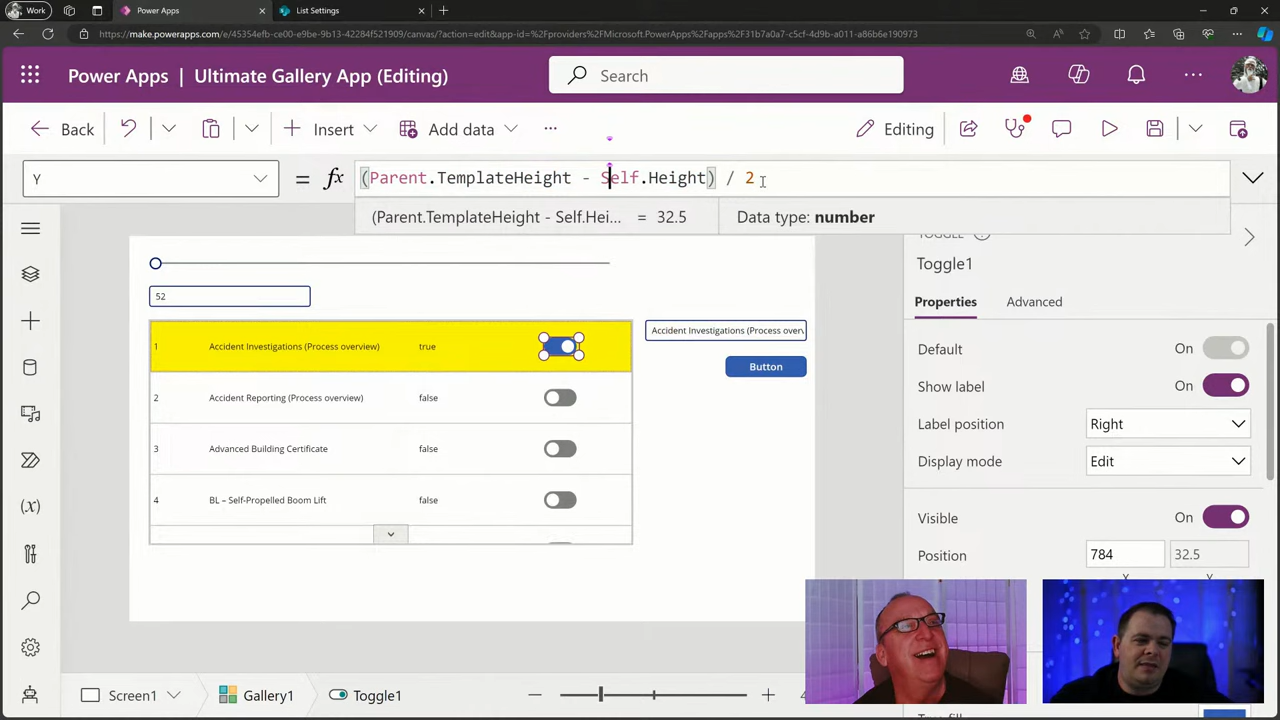 Work
Power Apps
List Settings
https://make.powerapps.com/e/45354efb-ce00-e9be-9b13-42284f521909/canvas/?action=edit&app-id=%2Fproviders%2FMicrosoft.PowerApps%2Fapps%2F31b7a0a7-c5cf-4d9b-a011-a86b6e190973
Power Apps | Ultimate Gallery App (Editing)
Search
Back
Insert
Add data
Editing
Y
= fx
(Parent.TemplateHeight - Self.Height) / 2
(Parent.TemplateHeight - Self.Hei... = 32.5
Data type: number
Toggle1
Properties
Advanced
Default
On
Show label
On
Label position
Right
Display mode
Edit
Visible
On
Position
784
32.5
52
1 Accident Investigations (Process overview) true
2 Accident Reporting (Process overview) false
3 Advanced Building Certificate false
4 BL – Self-Propelled Boom Lift false
Accident Investigations (Process over
Button
Screen1
Gallery1
Toggle1